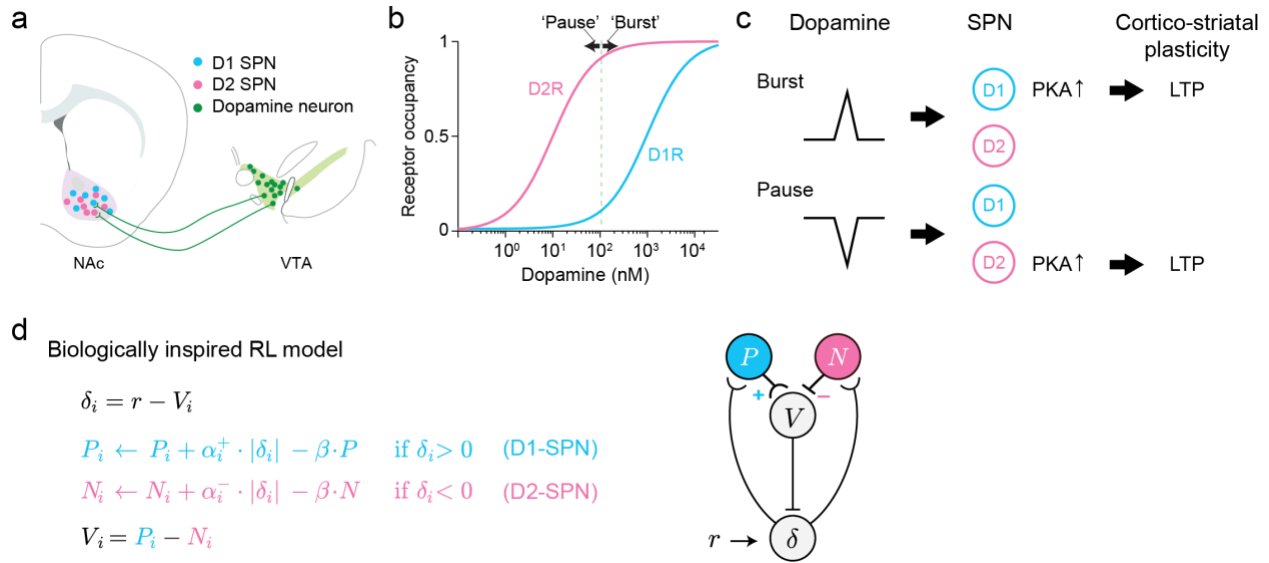 a
D1 SPN
D2 SPN
Dopamine neuron
NAc
VTA
b
'Pause' 'Burst'
Receptor occupancy
1
0.5
0
D2R
D1R
10⁰ 10¹ 10² 10³ 10⁴
Dopamine (nM)
c
Dopamine SPN Cortico-striatal
plasticity
Burst
D1 PKA↑ LTP
D2
Pause
D1
D2 PKA↑ LTP
d
Biologically inspired RL model
δᵢ = r − Vᵢ
Pᵢ ← Pᵢ + αᵢ⁺ · |δᵢ| − β·P if δᵢ > 0 (D1-SPN)
Nᵢ ← Nᵢ + αᵢ⁻ · |δᵢ| − β·N if δᵢ < 0 (D2-SPN)
Vᵢ = Pᵢ − Nᵢ
P N
+ −
V
r → δ